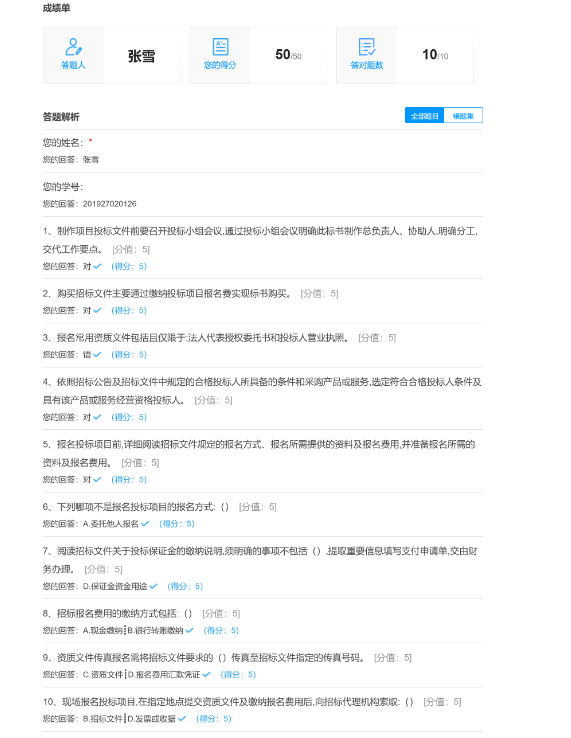 成绩单
答题人
张雪
您的得分
50/50
答对题数
10/10
答题解析
全部题目
错题集
您的姓名：*
您的回答：张雪
您的学号：
您的回答：201927020126
1、制作项目投标文件前要召开投标小组会议,通过投标小组会议明确此标书制作总负责人、协助人,明确分工,
交代工作要点。 [分值：5]
您的回答：对 (得分：5)
2、购买招标文件主要通过缴纳投标项目报名费实现标书购买。 [分值：5]
您的回答：对 (得分：5)
3、报名常用资质文件包括且仅限于:法人代表授权委托书和投标人营业执照。 [分值：5]
您的回答：错 (得分：5)
4、依照招标公告及招标文件中规定的合格投标人所具备的条件和采购产品或服务,选定符合合格投标人条件及
具有该产品或服务经营资格投标人。 [分值：5]
您的回答：对 (得分：5)
5、报名投标项目前,详细阅读招标文件规定的报名方式、报名所需提供的资料及报名费用,并准备报名所需的
资料及报名费用。 [分值：5]
您的回答：对 (得分：5)
6、下列哪项不是报名投标项目的报名方式:（） [分值：5]
您的回答：A.委托他人报名 (得分：5)
7、阅读招标文件关于投标保证金的缴纳说明,须明确的事项不包括（）,提取重要信息填写支付申请单,交由财
务办理。 [分值：5]
您的回答：D.保证金资金用途 (得分：5)
8、招标报名费用的缴纳方式包括:（） [分值：5]
您的回答：A.现金缴纳┋B.银行转账缴纳 (得分：5)
9、资质文件传真报名需将招标文件要求的（）传真至招标文件指定的传真号码。 [分值：5]
您的回答：C.资质文件┋D.报名费用汇款凭证 (得分：5)
10、现场报名投标项目,在指定地点提交资质文件及缴纳报名费用后,向招标代理机构索取:（） [分值：5]
您的回答：B.招标文件┋D.发票或收据 (得分：5)